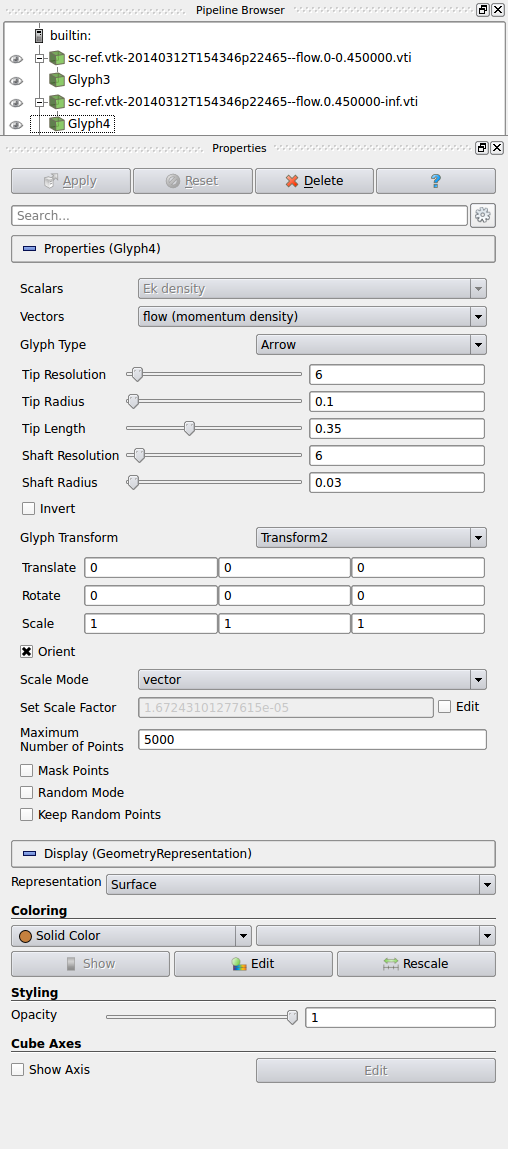 Pipeline Browser
builtin:
sc-ref.vtk-20140312T154346p22465--flow.0-0.450000.vti
Glyph3
sc-ref.vtk-20140312T154346p22465--flow.0.450000-inf.vti
Glyph4
Properties
Apply Reset Delete ?
Search...
Properties (Glyph4)
Scalars Ek density
Vectors flow (momentum density)
Glyph Type Arrow
Tip Resolution 6
Tip Radius 0.1
Tip Length 0.35
Shaft Resolution 6
Shaft Radius 0.03
Invert
Glyph Transform Transform2
Translate 0 0 0
Rotate 0 0 0
Scale 1 1 1
Orient
Scale Mode vector
Set Scale Factor 1.67243101277615e-05 Edit
Maximum
Number of Points 5000
Mask Points
Random Mode
Keep Random Points
Display (GeometryRepresentation)
Representation Surface
Coloring
Solid Color
Show Edit Rescale
Styling
Opacity 1
Cube Axes
Show Axis Edit